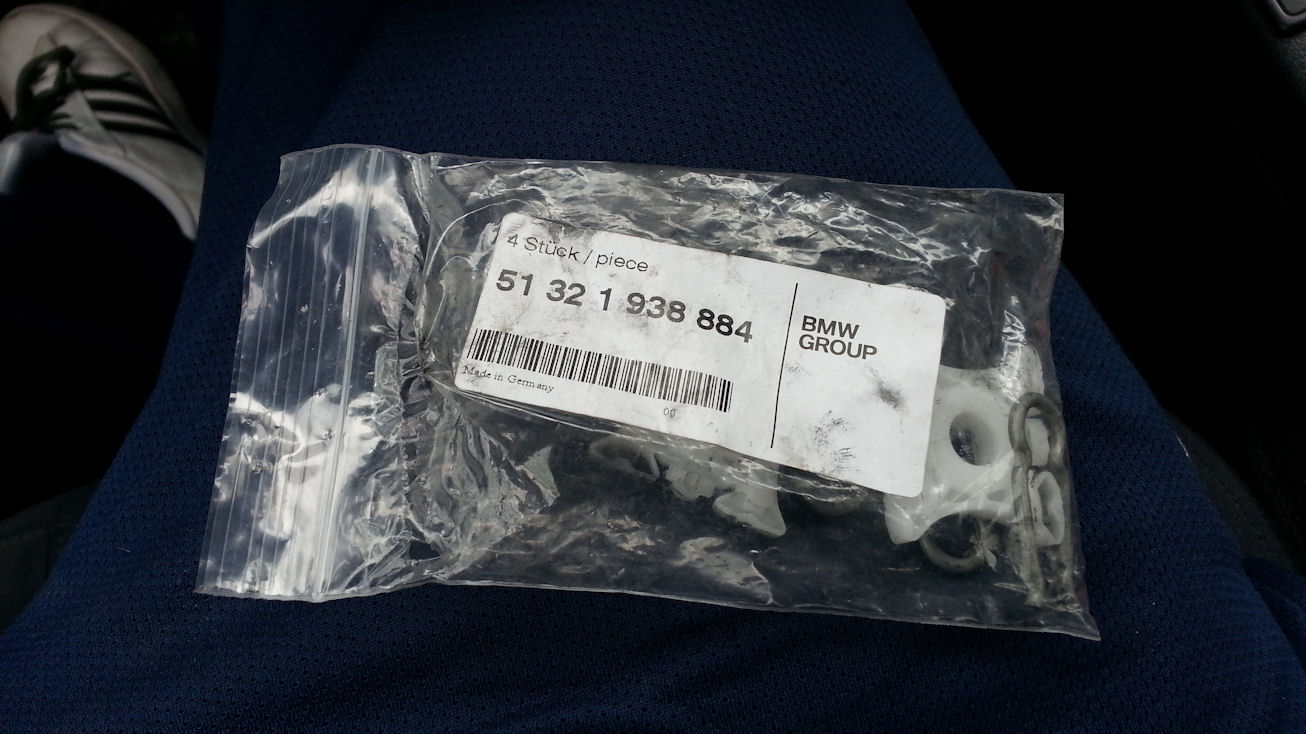 4 Stück / piece
51 32 1 938 884
Made in Germany
00
BMW
GROUP